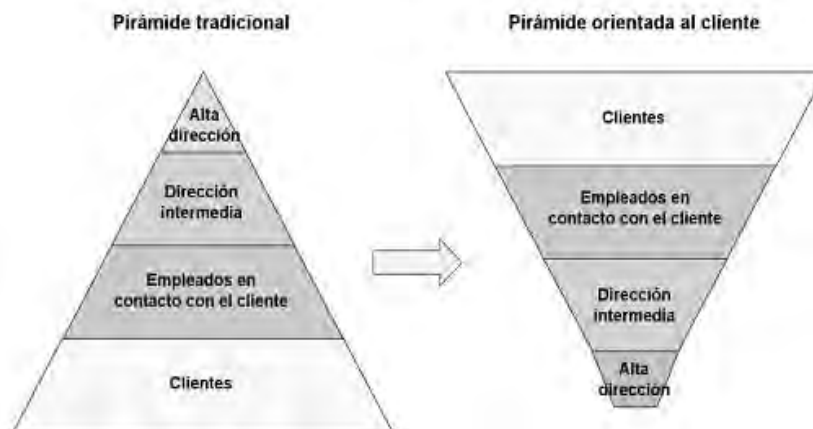 Pirámide tradicional
Alta
dirección
Dirección
intermedia
Empleados en
contacto con el cliente
Clientes
Pirámide orientada al cliente
Clientes
Empleados en
contacto con el cliente
Dirección
intermedia
Alta
dirección